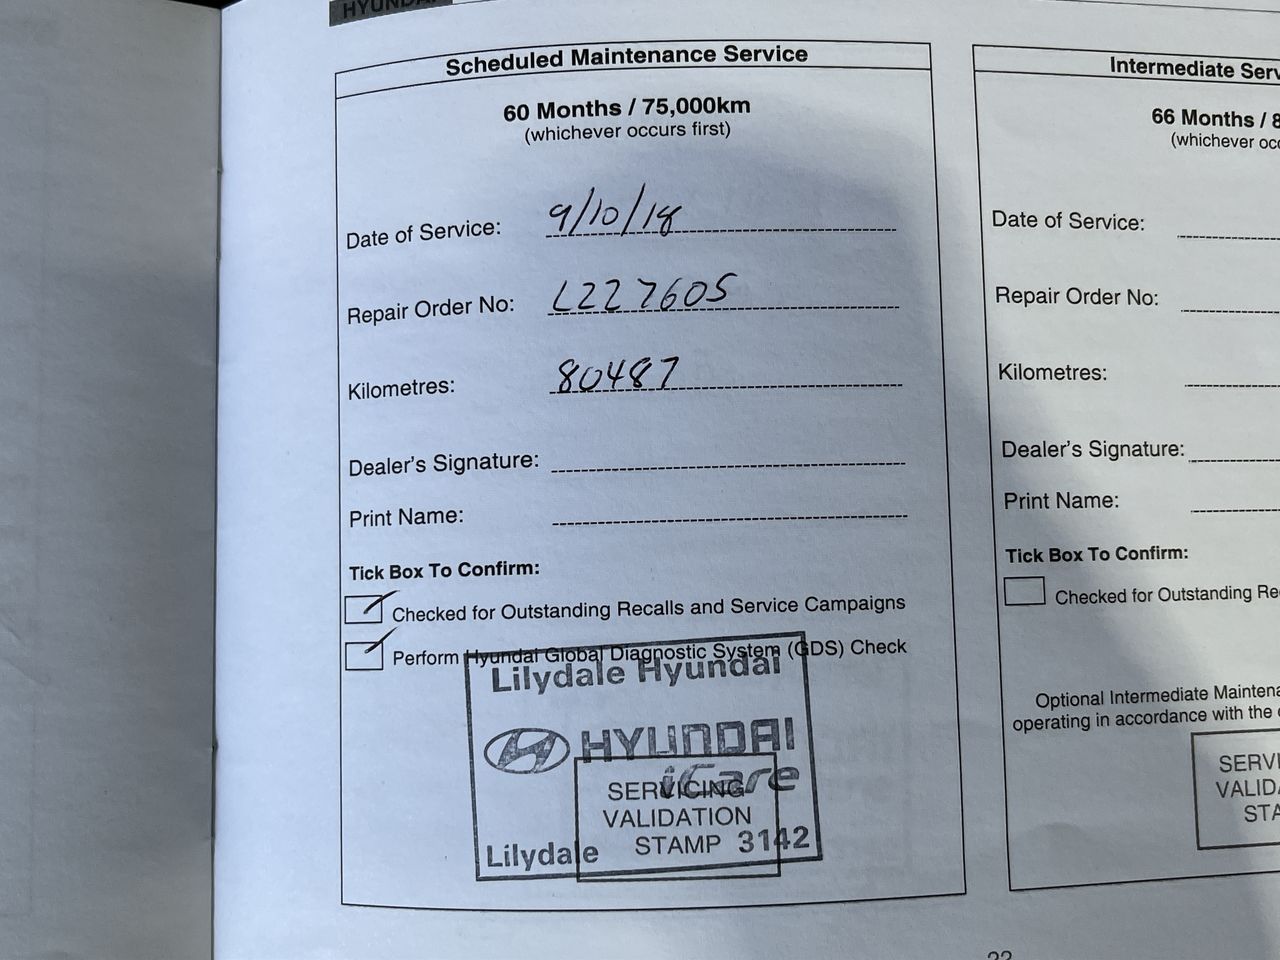 HYUNDAI
Scheduled Maintenance Service
60 Months / 75,000km
(whichever occurs first)
Date of Service: 9/10/18
Repair Order No: L227605
Kilometres: 80487
Dealer's Signature:
Print Name:
Tick Box To Confirm:
Checked for Outstanding Recalls and Service Campaigns
Perform Hyundai Global Diagnostic System (GDS) Check
Lilydale Hyundai
HYUNDAI
iCare
SERVICING
VALIDATION
STAMP
Lilydale 3142
Intermediate Serv
66 Months / 8
(whichever occ
Date of Service:
Repair Order No:
Kilometres:
Dealer's Signature:
Print Name:
Tick Box To Confirm:
Checked for Outstanding Re
Optional Intermediate Maintena
operating in accordance with the
SERVI
VALIDA
STA